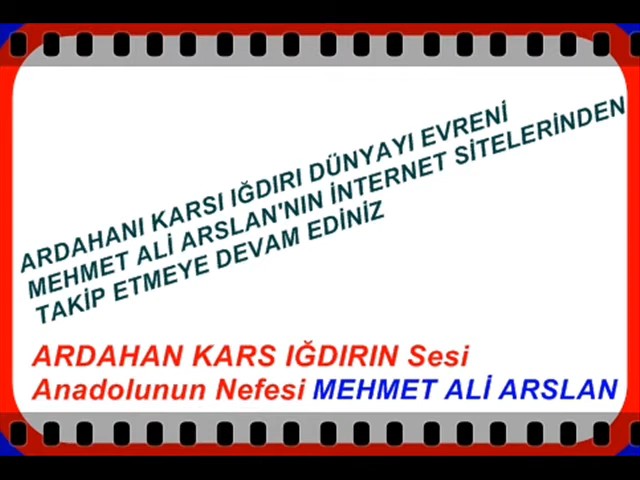 ARDAHANI KARSI IĞDIRI DÜNYAYI EVRENİ
MEHMET ALİ ARSLAN'NIN İNTERNET SİTELERİNDEN
TAKİP ETMEYE DEVAM EDİNİZ
ARDAHAN KARS IĞDIRIN Sesi
Anadolunun Nefesi MEHMET ALİ ARSLAN